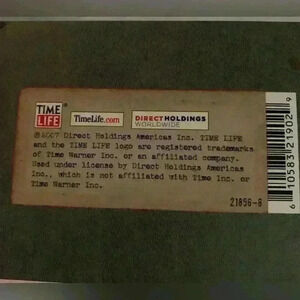 TIME LIFE
TimeLife.com
DIRECT HOLDINGS
WORLDWIDE
©2007 Direct Holdings Americas Inc. TIME LIFE
and the TIME LIFE logo are registered trademarks
of Time Warner Inc. or an affiliated company.
Used under license by Direct Holdings Americas
Inc., which is not affiliated with Time Inc. or
Time Warner Inc.
21856-B
6 10583 21902 9